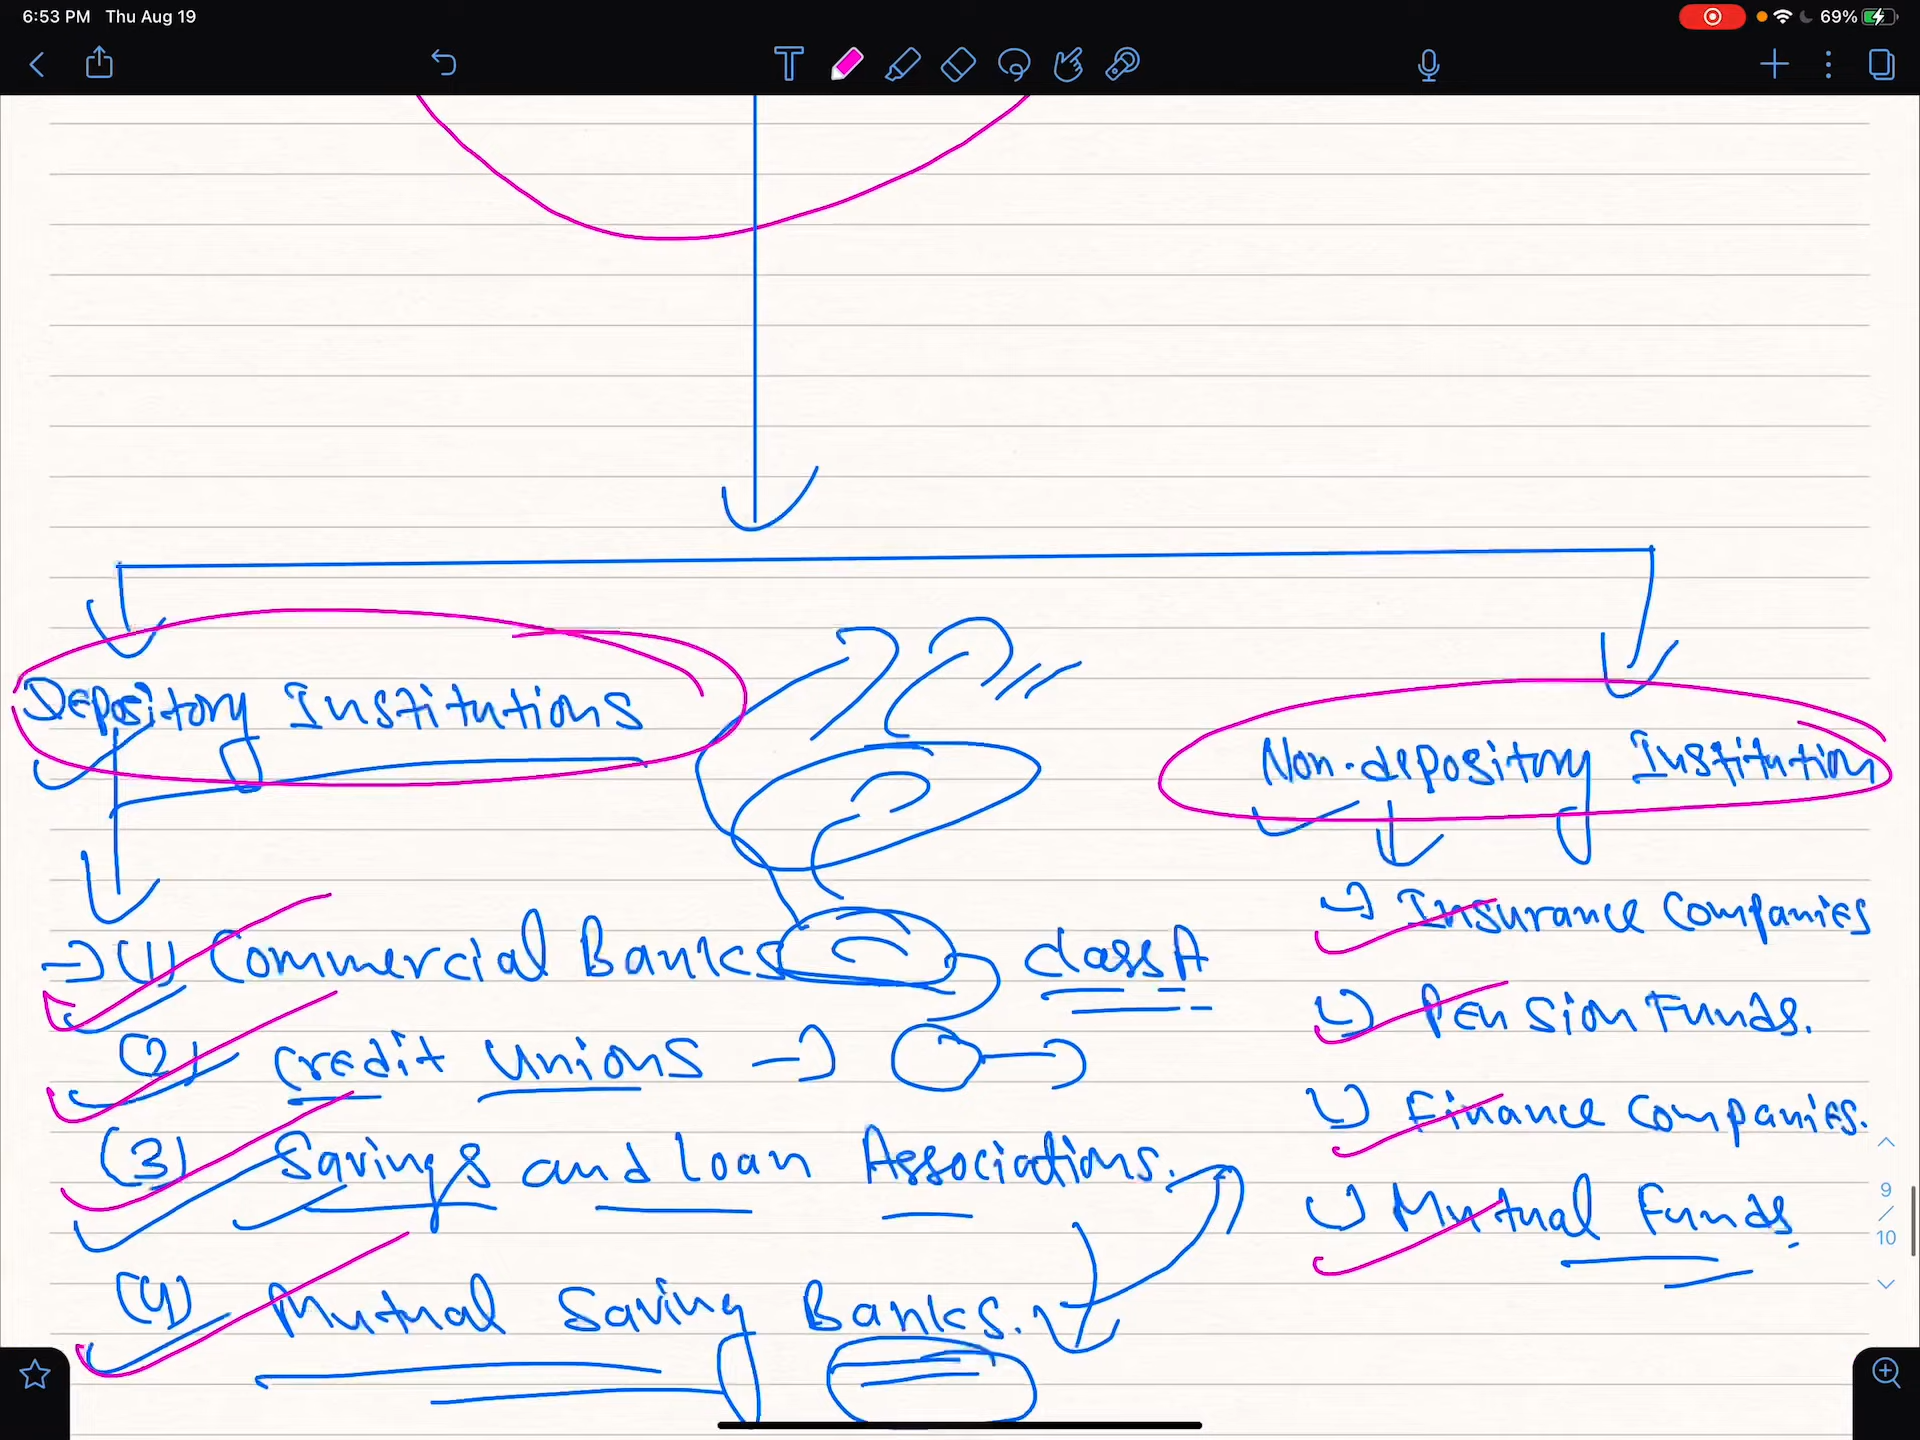 6:53 PM Thu Aug 19
69%
Depository Institutions
Non-depository Institution
Insurance Companies
(1) Commercial Banks class A
Pension Funds.
(2) Credit Unions
Finance Companies.
(3) Savings and Loan Associations.
9
/
10
Mutual Funds
(4) Mutual Saving Banks.